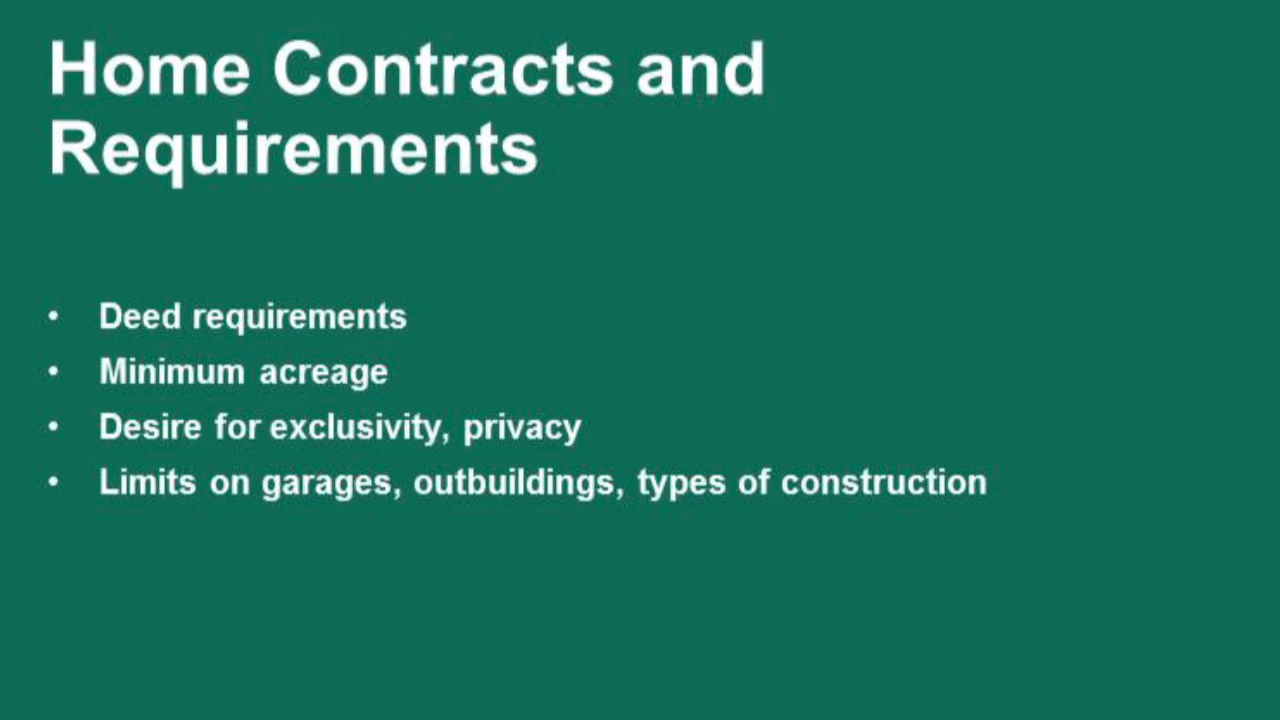 Home Contracts and
Requirements
• Deed requirements
• Minimum acreage
• Desire for exclusivity, privacy
• Limits on garages, outbuildings, types of construction